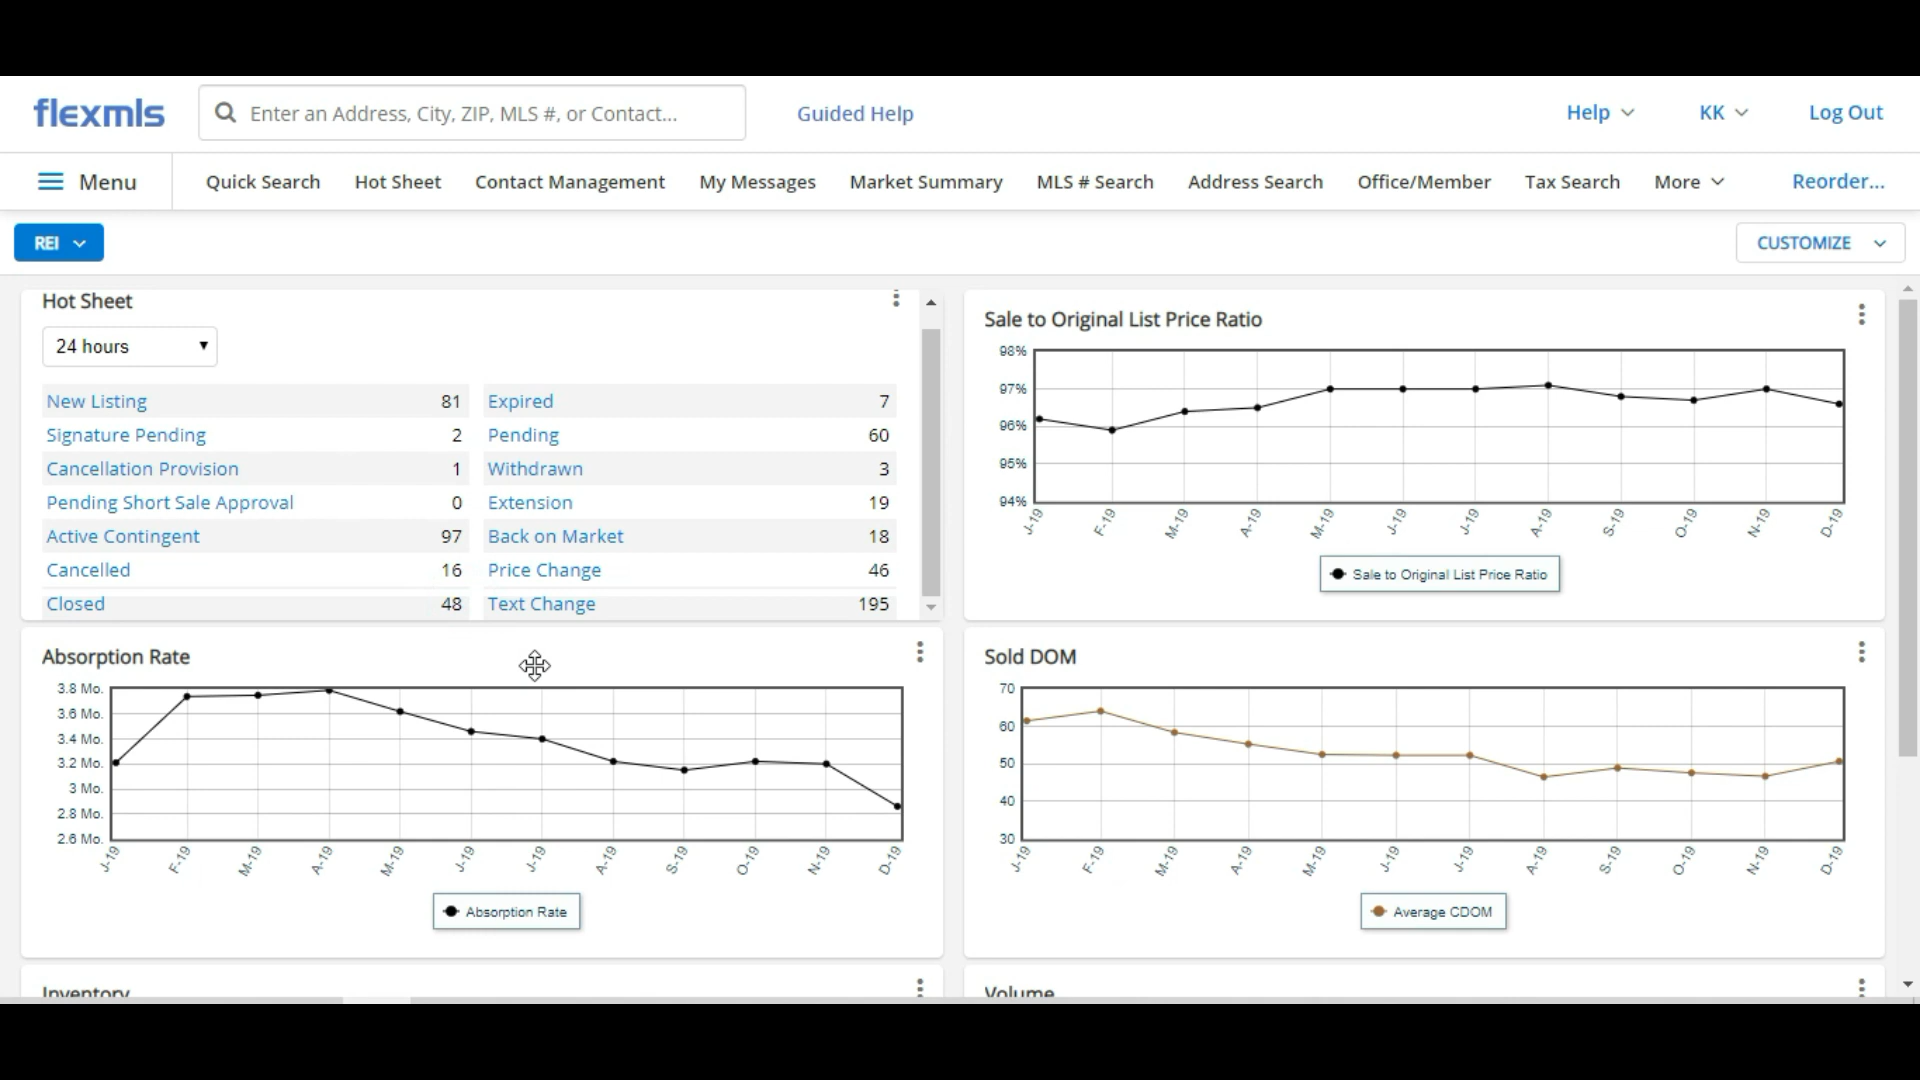 flexmls
Enter an Address, City, ZIP, MLS #, or Contact...
Guided Help
Help
KK
Log Out
Menu
Quick Search
Hot Sheet
Contact Management
My Messages
Market Summary
MLS # Search
Address Search
Office/Member
Tax Search
More
Reorder...
REI
CUSTOMIZE
Hot Sheet
24 hours
New Listing 81 Expired 7
Signature Pending 2 Pending 60
Cancellation Provision 1 Withdrawn 3
Pending Short Sale Approval 0 Extension 19
Active Contingent 97 Back on Market 18
Cancelled 16 Price Change 46
Closed 48 Text Change 195
Sale to Original List Price Ratio
98%
97%
96%
95%
94%
J-19 F-19 M-19 A-19 M-19 J-19 J-19 A-19 S-19 O-19 N-19 D-19
Sale to Original List Price Ratio
Absorption Rate
3.8 Mo.
3.6 Mo.
3.4 Mo.
3.2 Mo.
3 Mo.
2.8 Mo.
2.6 Mo.
J-19 F-19 M-19 A-19 M-19 J-19 J-19 A-19 S-19 O-19 N-19 D-19
Absorption Rate
Sold DOM
70
60
50
40
30
J-19 F-19 M-19 A-19 M-19 J-19 J-19 A-19 S-19 O-19 N-19 D-19
Average CDOM
Inventory
Volume